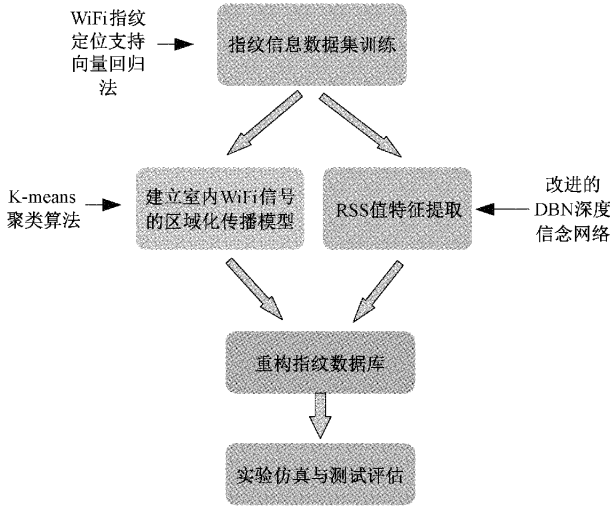 WiFi指纹
定位支持
向量回归
法
指纹信息数据集训练
K-means
聚类算法
建立室内WiFi信号
的区域化传播模型
RSS值特征提取
改进的
DBN深度
信念网络
重构指纹数据库
实验仿真与测试评估